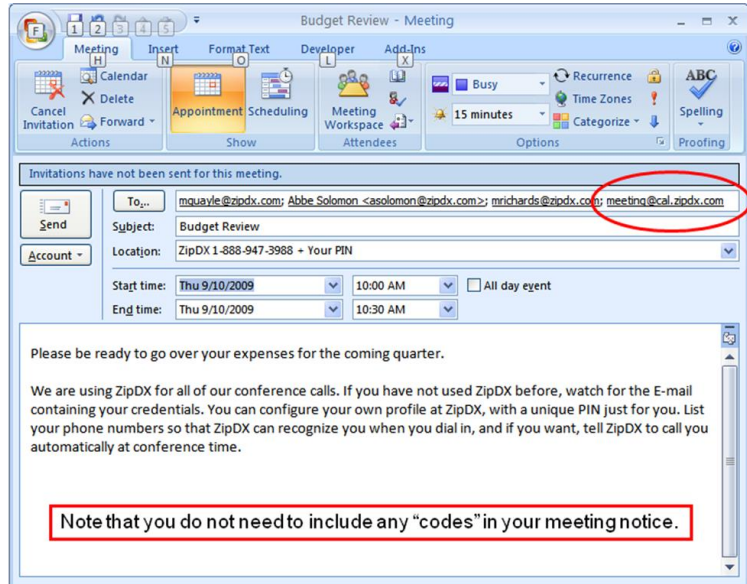 F 1 2 3 4 5 Budget Review - Meeting
Meeting Insert Format Text Developer Add-Ins
H N O L X
Calendar Recurrence ABC
Delete Busy Time Zones
Cancel Invitation Forward Appointment Scheduling Meeting Workspace 15 minutes Categorize Spelling
Actions Show Attendees Options Proofing
Invitations have not been sent for this meeting.
Send To... mquayle@zipdx.com; Abbe Solomon <asolomon@zipdx.com>; mrichards@zipdx.com; meeting@cal.zipdx.com
Subject: Budget Review
Account Location: ZipDX 1-888-947-3988 + Your PIN
Start time: Thu 9/10/2009 10:00 AM All day event
End time: Thu 9/10/2009 10:30 AM
Please be ready to go over your expenses for the coming quarter.
We are using ZipDX for all of our conference calls. If you have not used ZipDX before, watch for the E-mail
containing your credentials. You can configure your own profile at ZipDX, with a unique PIN just for you. List
your phone numbers so that ZipDX can recognize you when you dial in, and if you want, tell ZipDX to call you
automatically at conference time.
Note that you do not need to include any “codes” in your meeting notice.